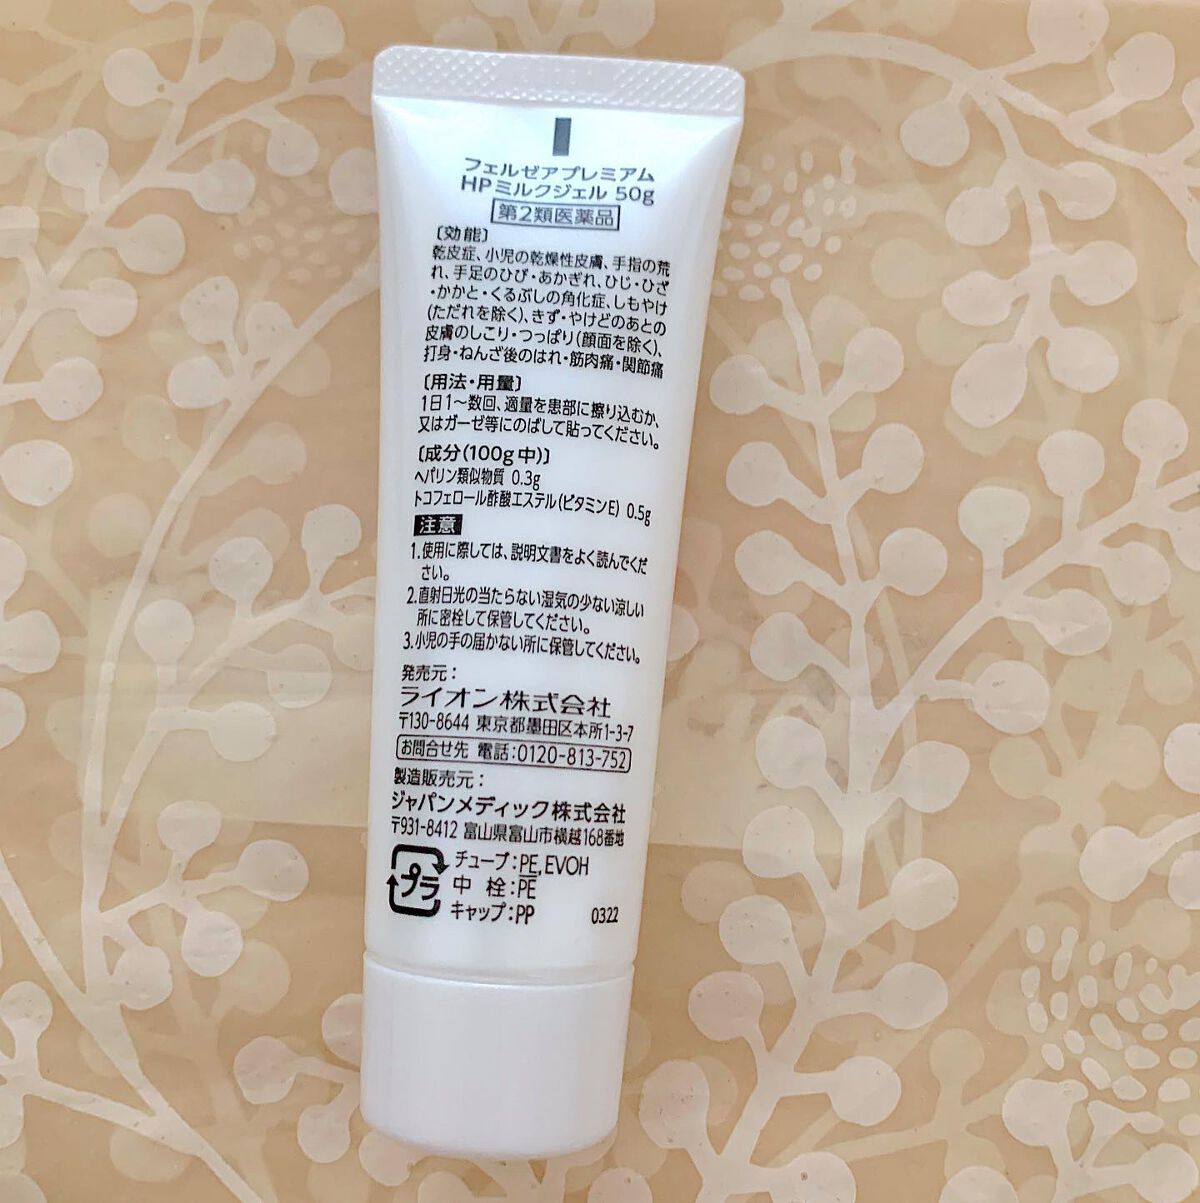 フェルゼアプレミアム
HPミルクジェル 50g
第2類医薬品
〔効能〕
乾皮症、小児の乾燥性皮膚、手指の荒
れ、手足のひび・あかぎれ、ひじ・ひざ
・かかと・くるぶしの角化症、しもやけ
(ただれを除く)、きず・やけどのあとの
皮膚のしこり・つっぱり(顔面を除く)、
打身・ねんざ後のはれ・筋肉痛・関節痛
〔用法・用量〕
1日1〜数回、適量を患部に擦り込むか、
又はガーゼ等にのばして貼ってください。
〔成分(100g中)〕
ヘパリン類似物質 0.3g
トコフェロール酢酸エステル(ビタミンE) 0.5g
注意
1.使用に際しては、説明文書をよく読んでくだ
さい。
2.直射日光の当たらない湿気の少ない涼しい
所に密栓して保管してください。
3.小児の手の届かない所に保管してください。
発売元：
ライオン株式会社
〒130-8644 東京都墨田区本所1-3-7
お問合せ先 電話：0120-813-752
製造販売元：
ジャパンメディック株式会社
〒931-8412 富山県富山市横越168番地
プラ
チューブ：PE,EVOH
中 栓：PE
キャップ：PP 0322